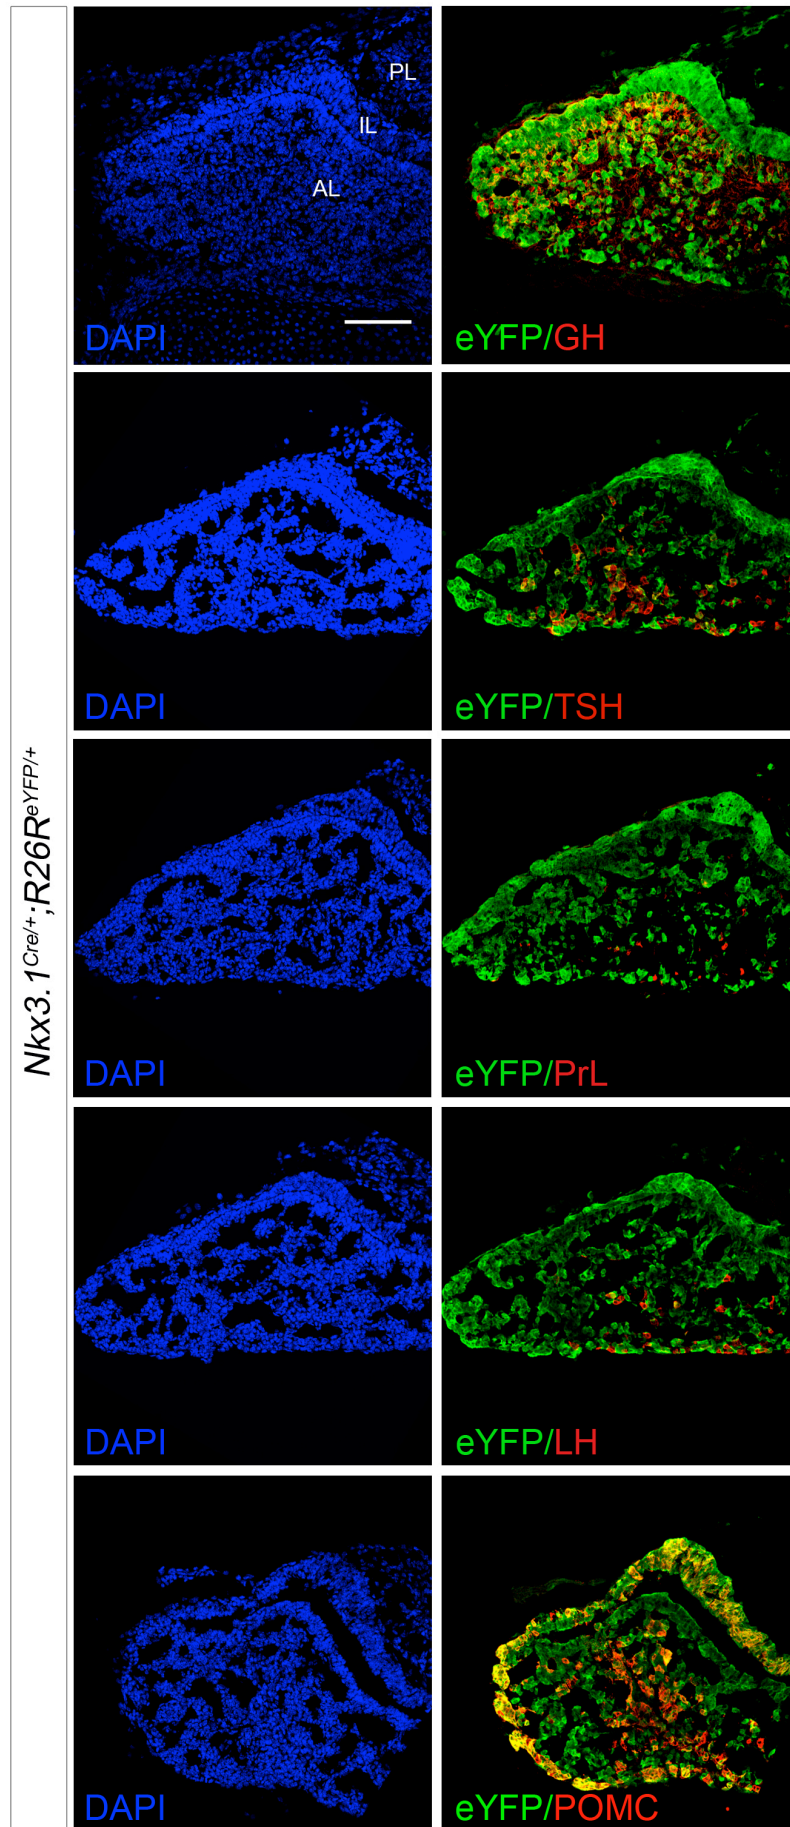 Nkx3.1Cre/+;R26ReYFP/+
PL
IL
AL
DAPI
eYFP/GH
DAPI
eYFP/TSH
DAPI
eYFP/PrL
DAPI
eYFP/LH
DAPI
eYFP/POMC